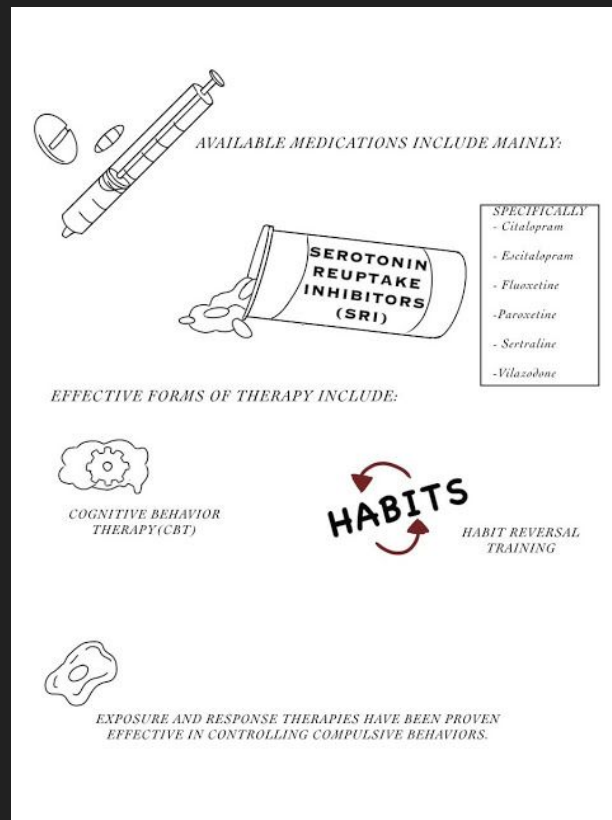 AVAILABLE MEDICATIONS INCLUDE MAINLY:
SEROTONIN
REUPTAKE
INHIBITORS
(SRI)
SPECIFICALLY
- Citalopram
- Escitalopram
- Fluoxetine
-Paroxetine
- Sertraline
-Vilazodone
EFFECTIVE FORMS OF THERAPY INCLUDE:
COGNITIVE BEHAVIOR
THERAPY(CBT)
HABITS
HABIT REVERSAL
TRAINING
EXPOSURE AND RESPONSE THERAPIES HAVE BEEN PROVEN
EFFECTIVE IN CONTROLLING COMPULSIVE BEHAVIORS.